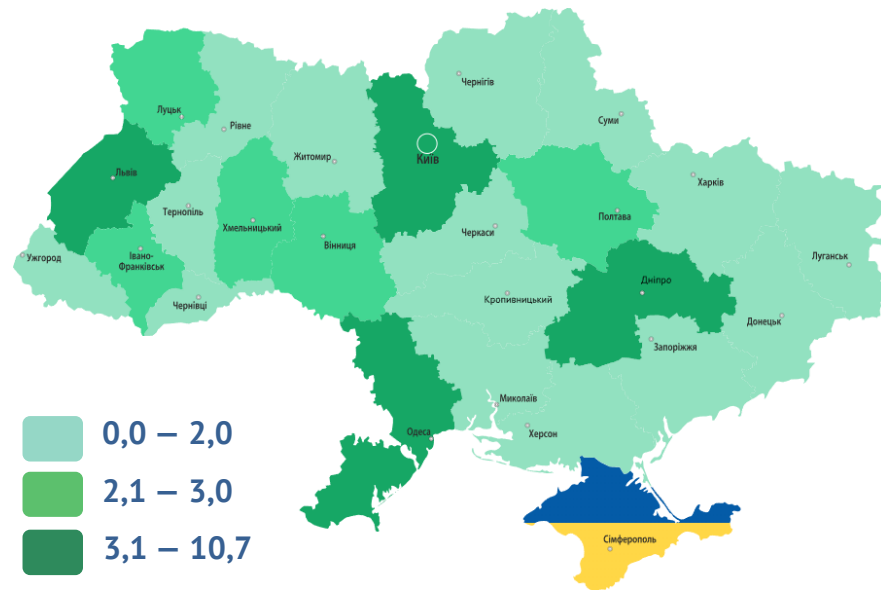 Чернігів
Луцьк
Суми
Рівне
Київ
Житомир
Львів
Харків
Тернопіль
Полтава
Хмельницький
Черкаси
Вінниця
Івано-
Франківськ
Ужгород
Луганськ
Дніпро
Чернівці
Кропивницький
Донецьк
Запоріжжя
Миколаїв
Одеса
Херсон
0,0 – 2,0
2,1 – 3,0
3,1 – 10,7
Сімферополь